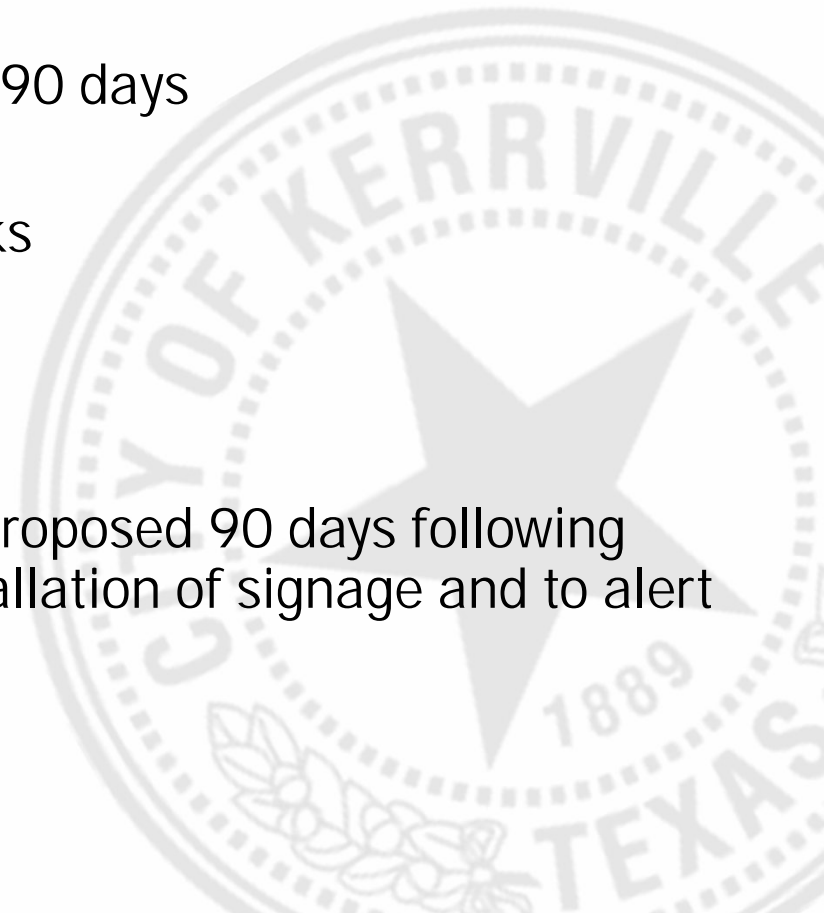 90 days
ks
roposed 90 days following
allation of signage and to alert
CITY OF KERRVILLE
1889
TEXAS